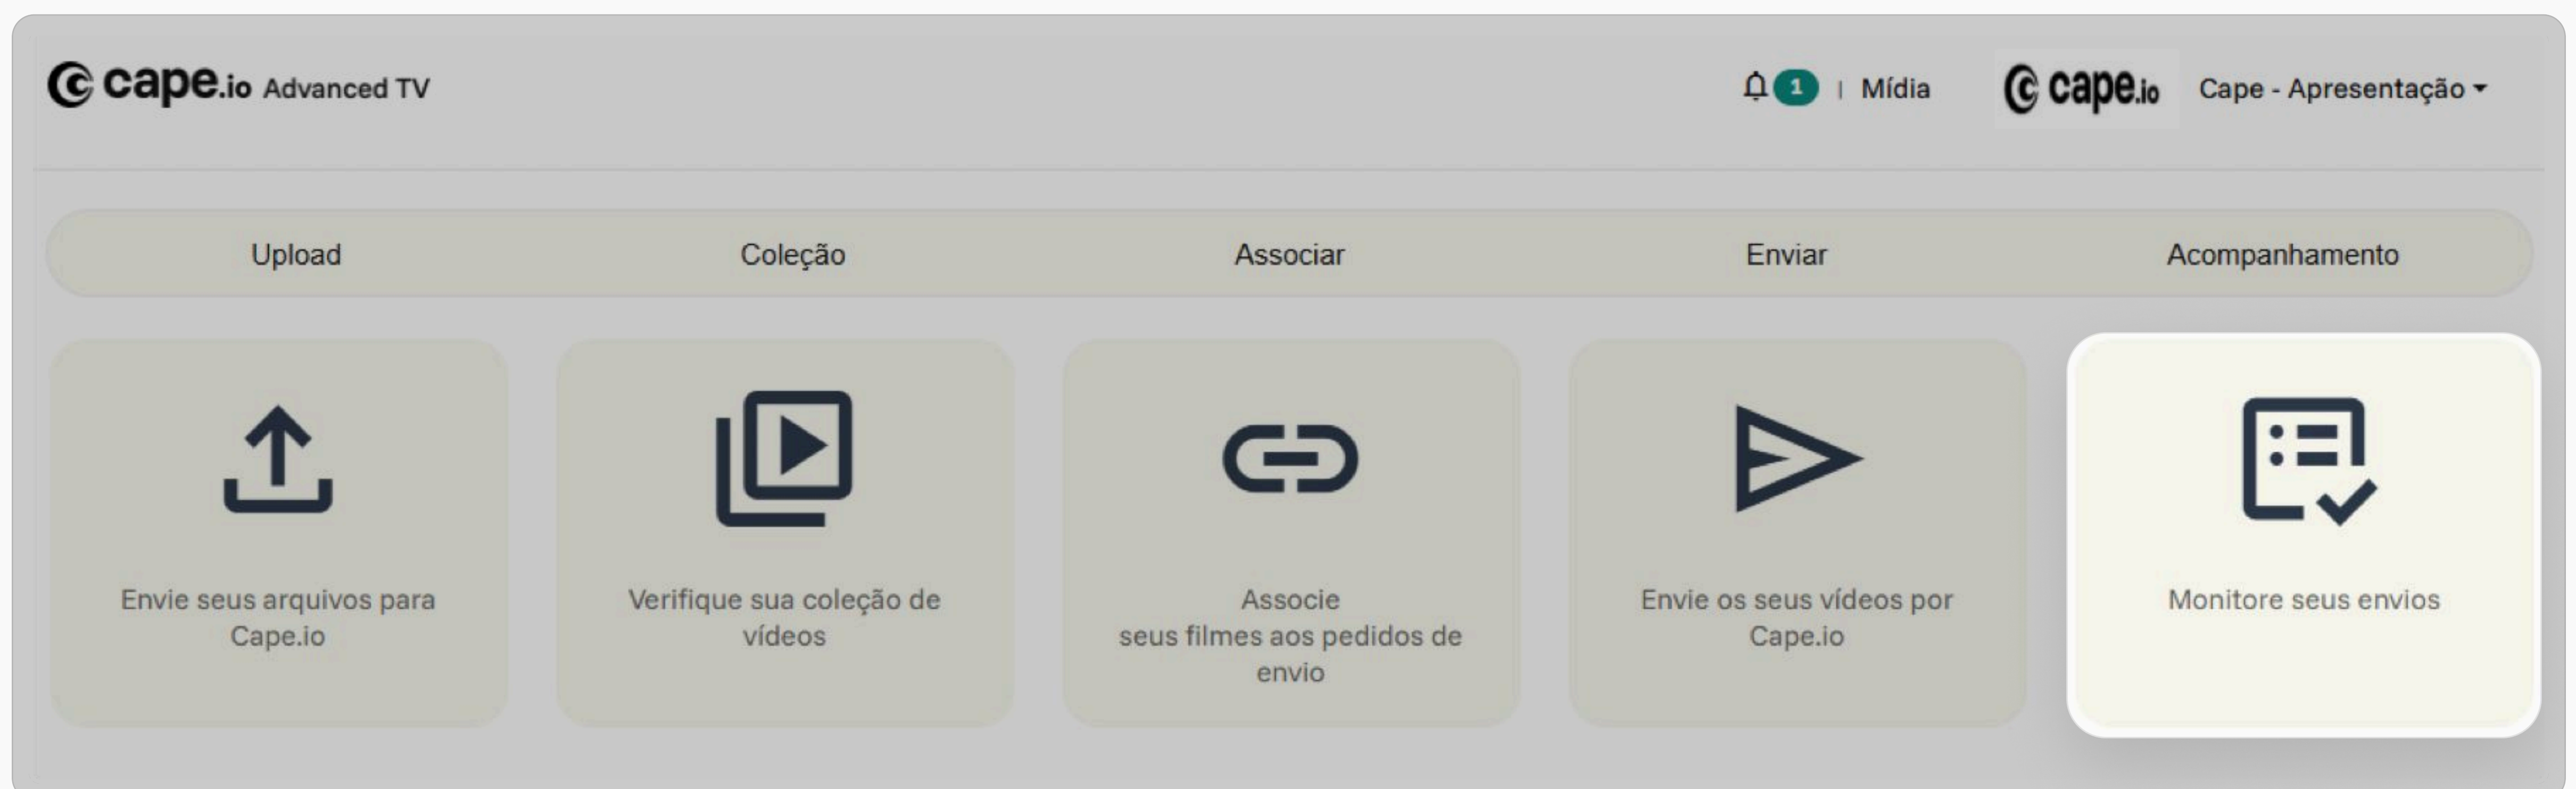 cape.io Advanced TV
1 | Mídia
cape.io
Cape - Apresentação
Upload
Coleção
Associar
Enviar
Acompanhamento
Envie seus arquivos para
Cape.io
Verifique sua coleção de
vídeos
Associe
seus filmes aos pedidos de
envio
Envie os seus vídeos por
Cape.io
Monitore seus envios